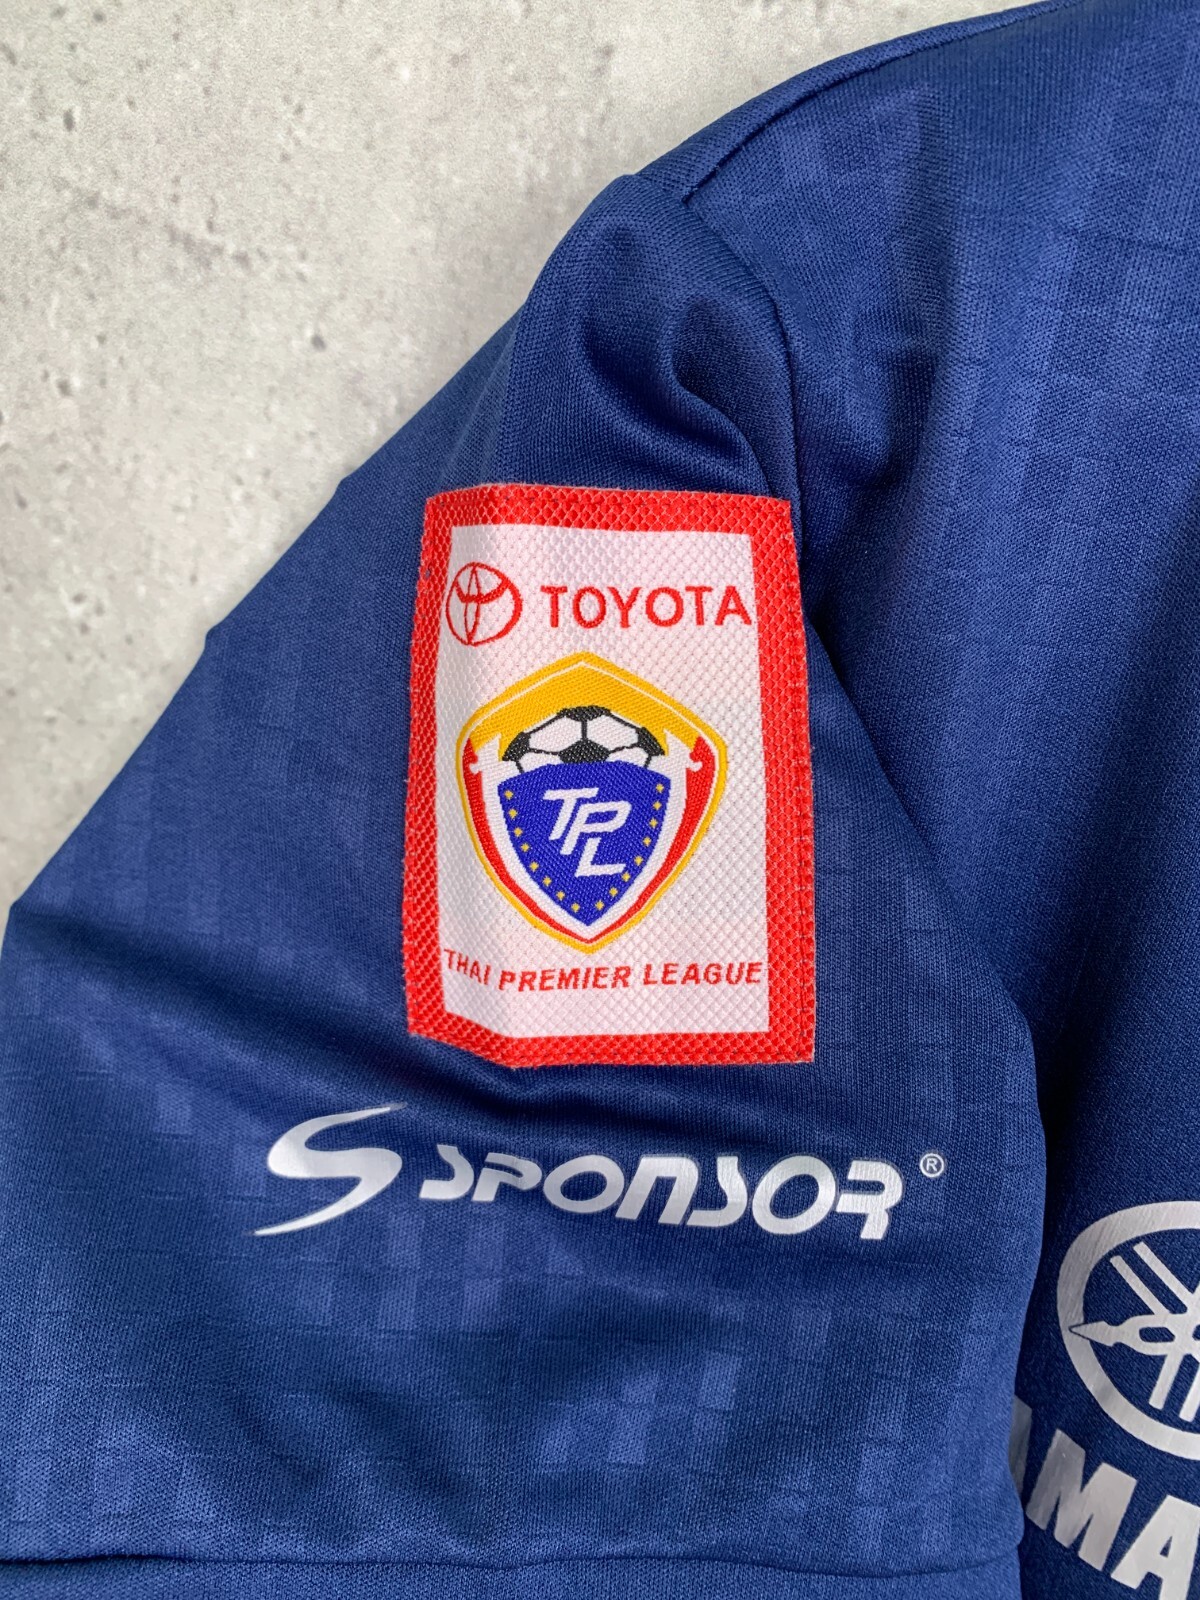 TOYOTA
TPL
THAI PREMIER LEAGUE
S SPONSOR®